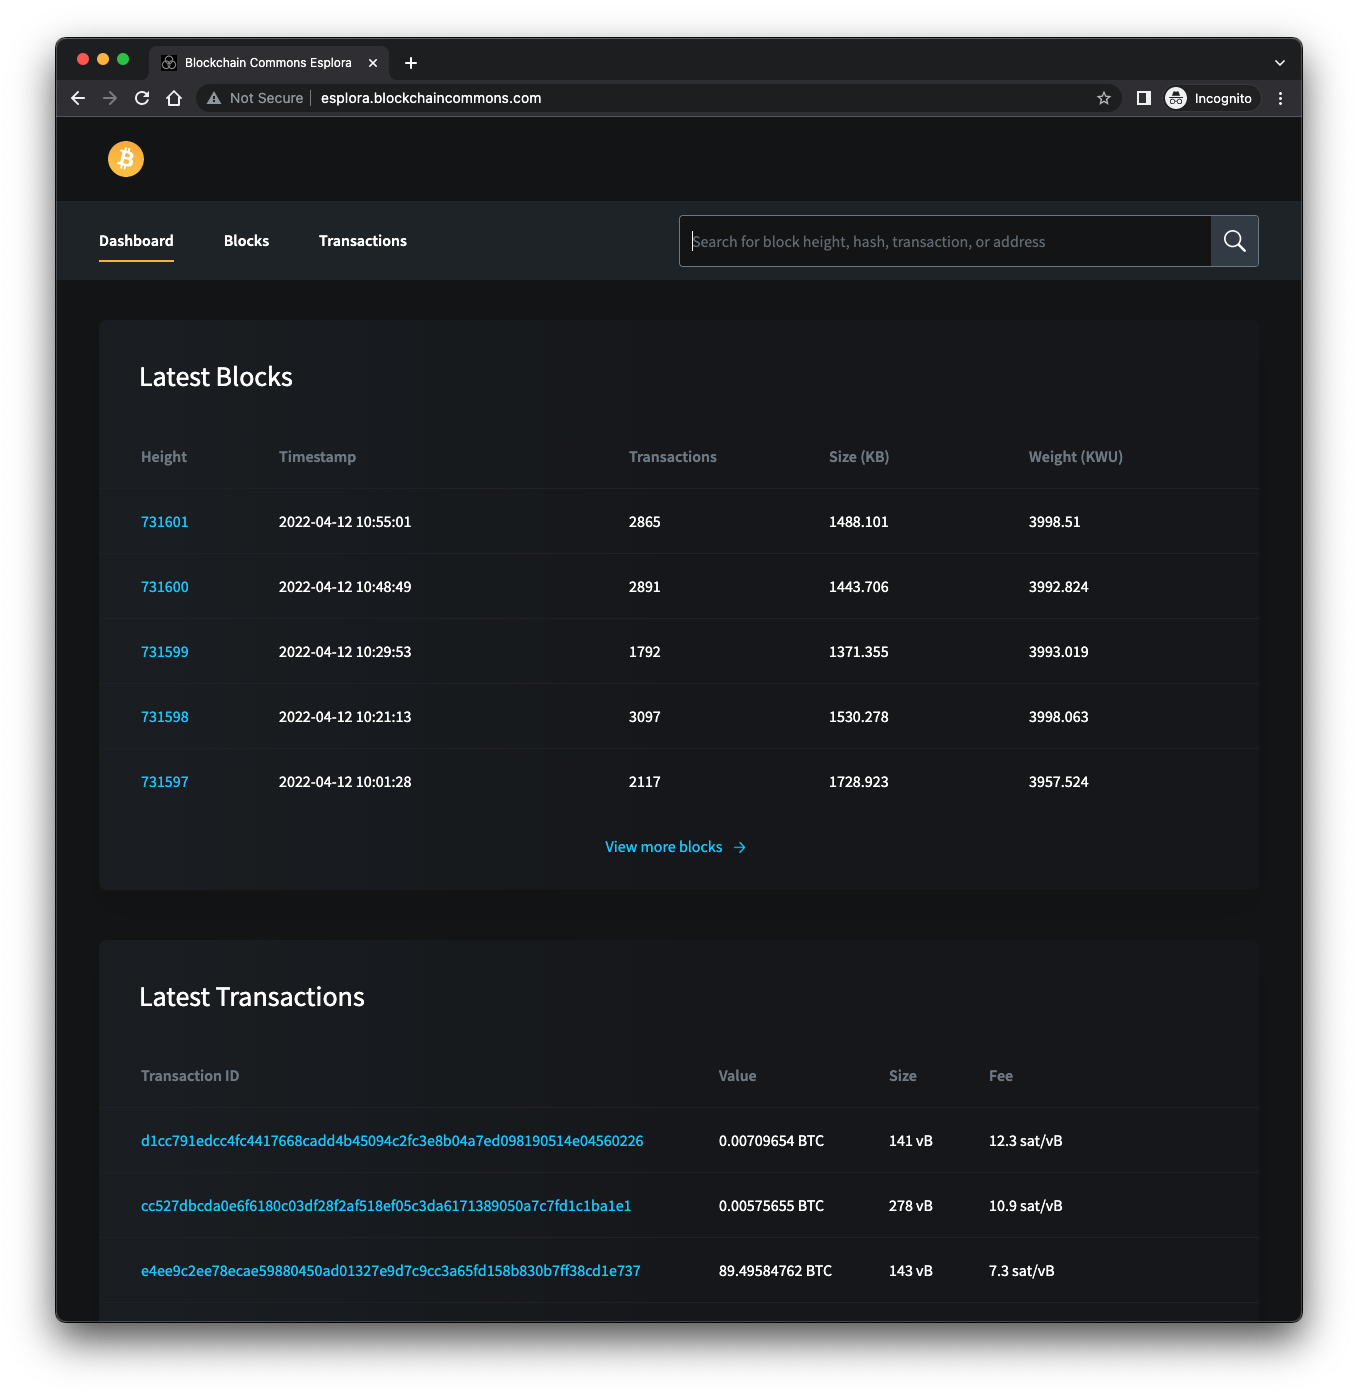 Blockchain Commons Esplora
Not Secure esplora.blockchaincommons.com Incognito
Dashboard Blocks Transactions Search for block height, hash, transaction, or address
Latest Blocks
Height Timestamp Transactions Size (KB) Weight (KWU)
731601 2022-04-12 10:55:01 2865 1488.101 3998.51
731600 2022-04-12 10:48:49 2891 1443.706 3992.824
731599 2022-04-12 10:29:53 1792 1371.355 3993.019
731598 2022-04-12 10:21:13 3097 1530.278 3998.063
731597 2022-04-12 10:01:28 2117 1728.923 3957.524
View more blocks →
Latest Transactions
Transaction ID Value Size Fee
d1cc791edcc4fc4417668cadd4b45094c2fc3e8b04a7ed098190514e04560226 0.00709654 BTC 141 vB 12.3 sat/vB
cc527dbcda0e6f6180c03df28f2af518ef05c3da6171389050a7c7fd1c1ba1e1 0.00575655 BTC 278 vB 10.9 sat/vB
e4ee9c2ee78ecae59880450ad01327e9d7c9cc3a65fd158b830b7ff38cd1e737 89.49584762 BTC 143 vB 7.3 sat/vB